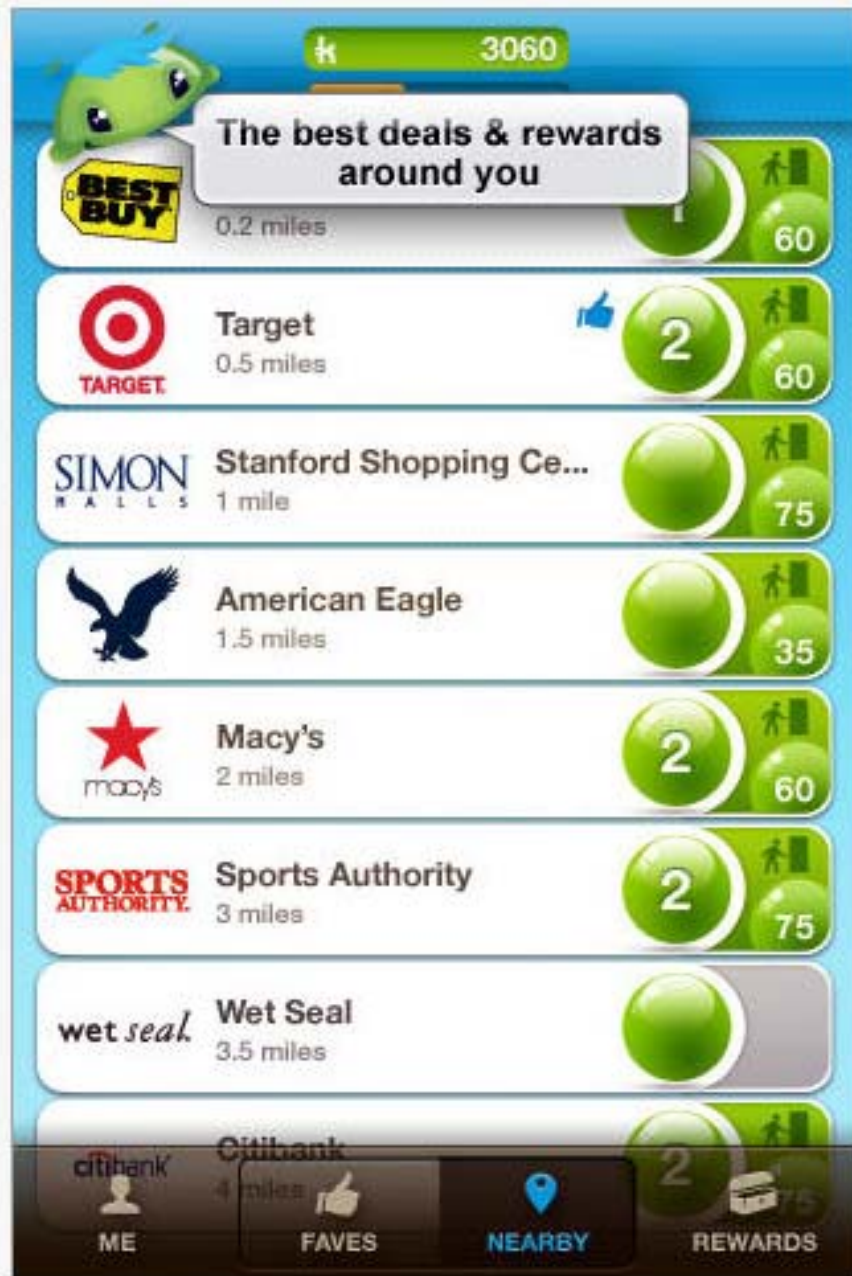 k 3060
The best deals & rewards
around you
BEST
BUY
0.2 miles
1
60
TARGET
Target
0.5 miles
2
60
SIMON
MALLS
Stanford Shopping Ce...
1 mile
75
American Eagle
1.5 miles
35
macy's
Macy's
2 miles
2
60
SPORTS
AUTHORITY.
Sports Authority
3 miles
2
75
wet seal.
Wet Seal
3.5 miles
citibank
Citibank
4 miles
2
75
ME FAVES NEARBY REWARDS